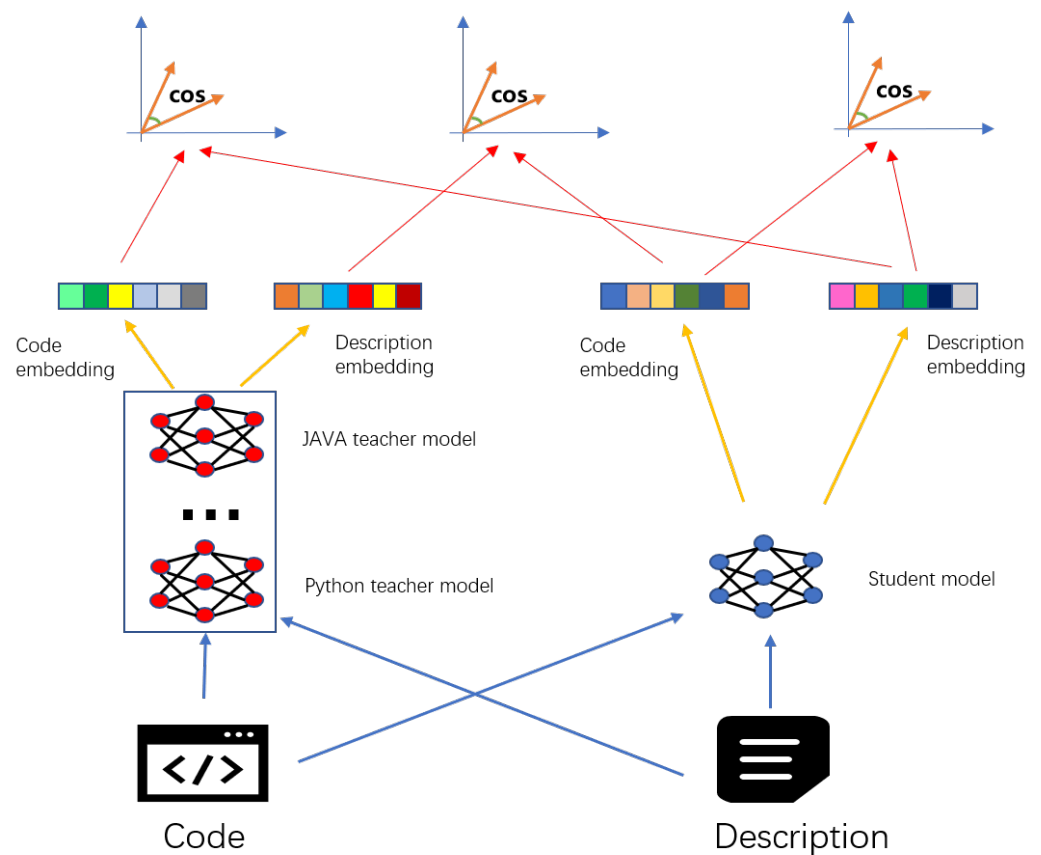 cos
cos
cos
Code
embedding
Description
embedding
Code
embedding
Description
embedding
JAVA teacher model
...
Python teacher model
Student model
</>
Code
Description